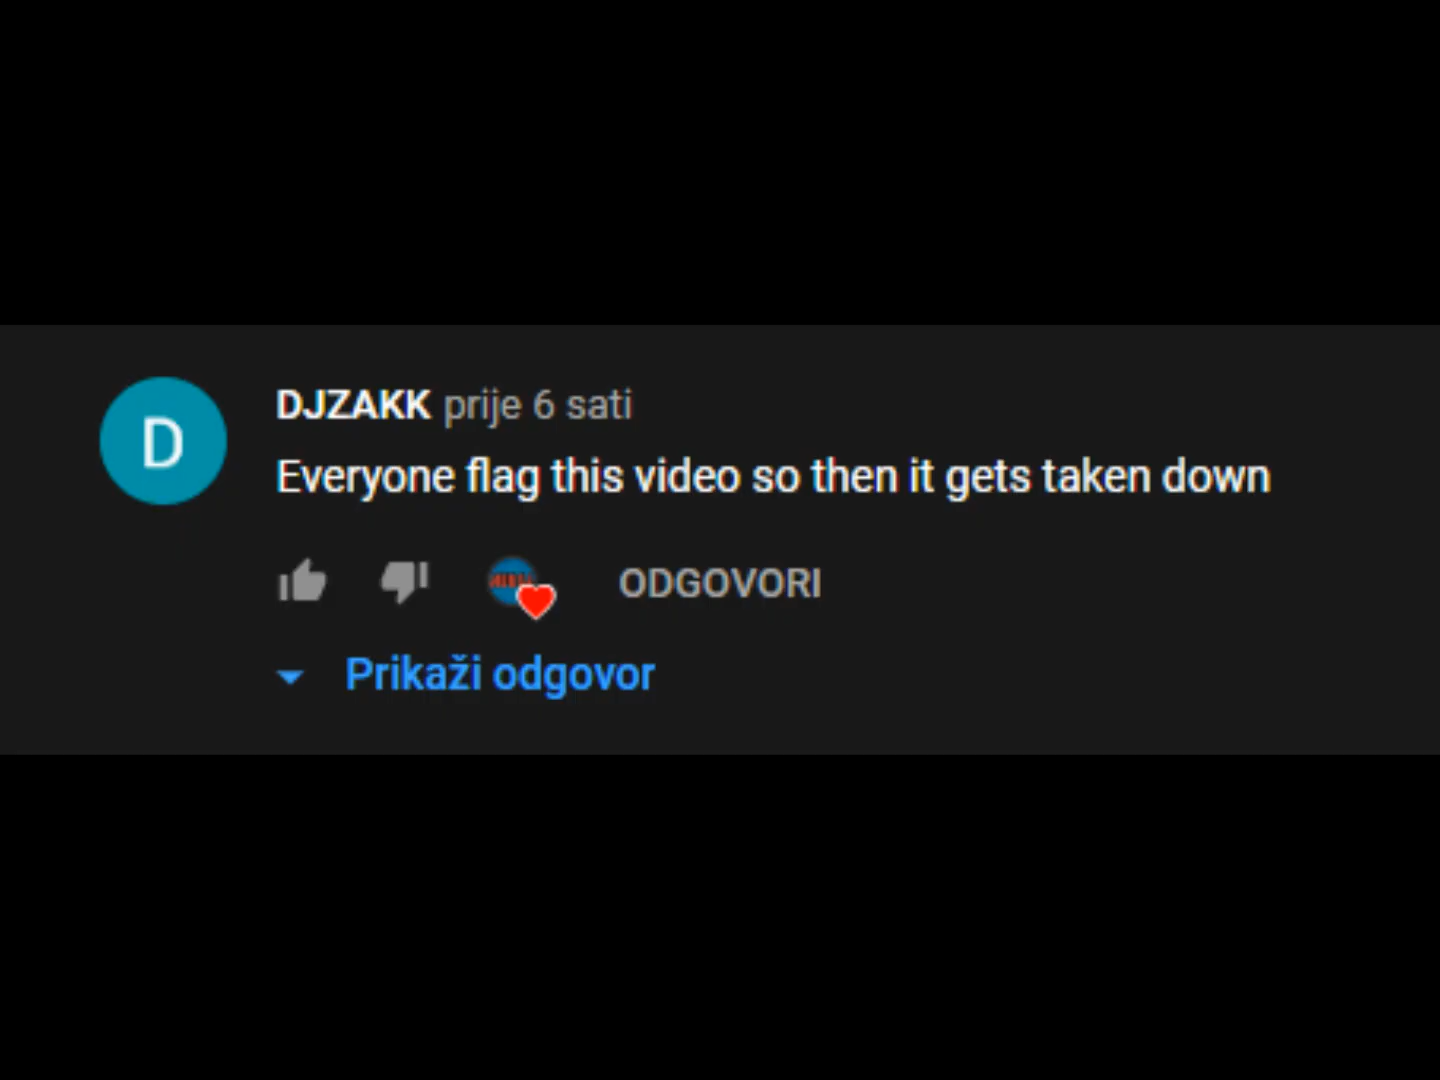 D
DJZAKK prije 6 sati
Everyone flag this video so then it gets taken down
ODGOVORI
Prikaži odgovor